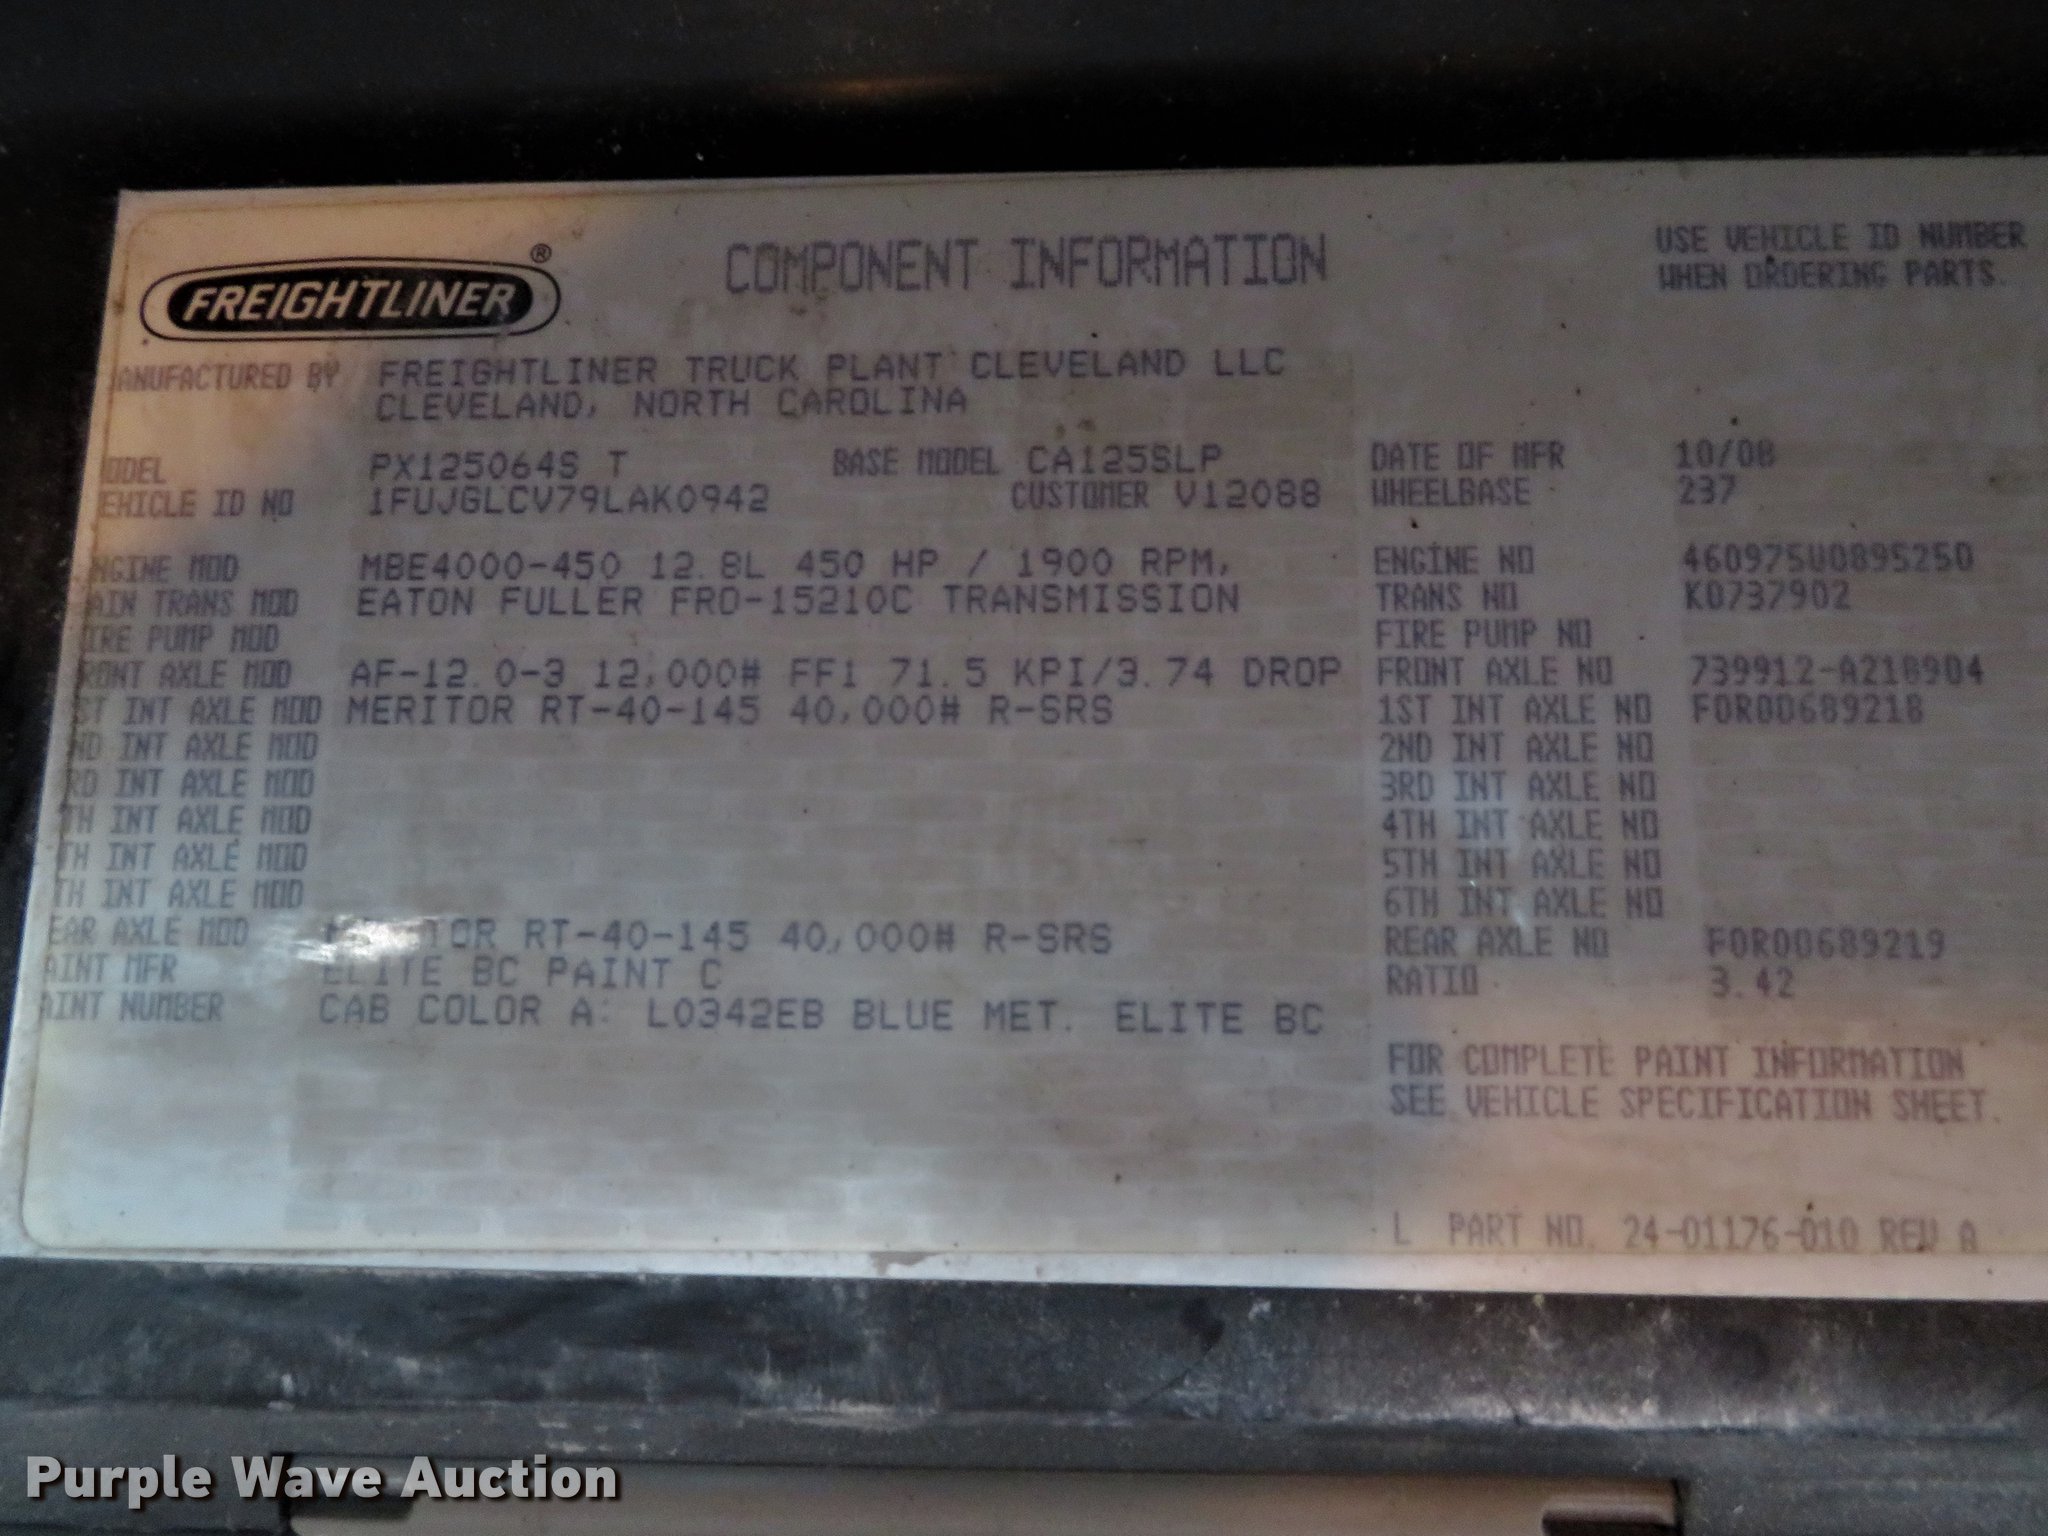 FREIGHTLINER®
COMPONENT INFORMATION
USE VEHICLE ID NUMBER
WHEN ORDERING PARTS.
MANUFACTURED BY FREIGHTLINER TRUCK PLANT CLEVELAND LLC
CLEVELAND, NORTH CAROLINA
ODEL PX125064S T BASE MODEL CA125SLP DATE OF MFR 10/08
EHICLE ID NO 1FUJGLCV79LAK0942 CUSTOMER V12088 WHEELBASE 237
NGINE MOD MBE4000-450 12.8L 450 HP / 1900 RPM, ENGINE NO 460975U0895250
AIN TRANS MOD EATON FULLER FRO-15210C TRANSMISSION TRANS NO K0737902
IRE PUMP MOD FIRE PUMP NO
RONT AXLE MOD AF-12.0-3 12,000# FF1 71.5 KPI/3.74 DROP FRONT AXLE NO 739912-A218904
ST INT AXLE MOD MERITOR RT-40-145 40,000# R-SRS 1ST INT AXLE NO FOR00689218
ND INT AXLE MOD 2ND INT AXLE NO
RD INT AXLE MOD 3RD INT AXLE NO
TH INT AXLE MOD 4TH INT AXLE NO
TH INT AXLE MOD 5TH INT AXLE NO
TH INT AXLE MOD 6TH INT AXLE NO
EAR AXLE MOD MERITOR RT-40-145 40,000# R-SRS REAR AXLE NO FOR00689219
AINT MFR ELITE BC PAINT C RATIO 3.42
AINT NUMBER CAB COLOR A: L0342EB BLUE MET. ELITE BC
FOR COMPLETE PAINT INFORMATION
SEE VEHICLE SPECIFICATION SHEET.
L PART NO. 24-01176-010 REV A
Purple Wave Auction